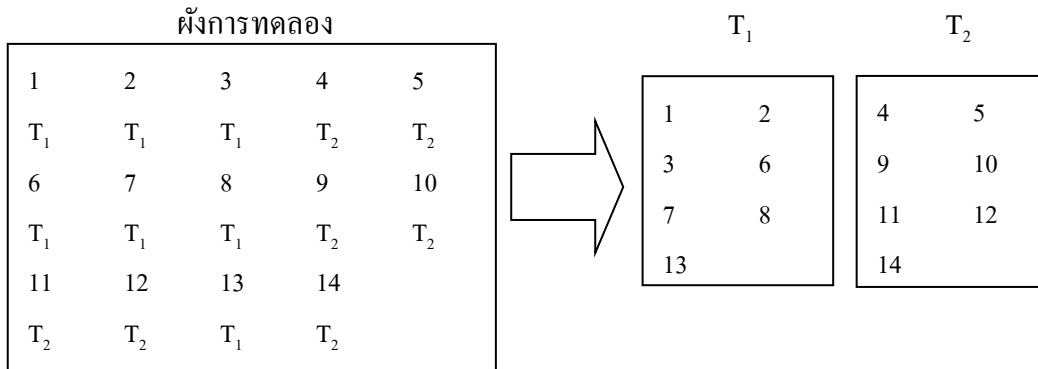 ผังการทดลอง
1 2 3 4 5
T₁ T₁ T₁ T₂ T₂
6 7 8 9 10
T₁ T₁ T₁ T₂ T₂
11 12 13 14
T₂ T₂ T₁ T₂
T₁
1 2
3 6
7 8
13
T₂
4 5
9 10
11 12
14